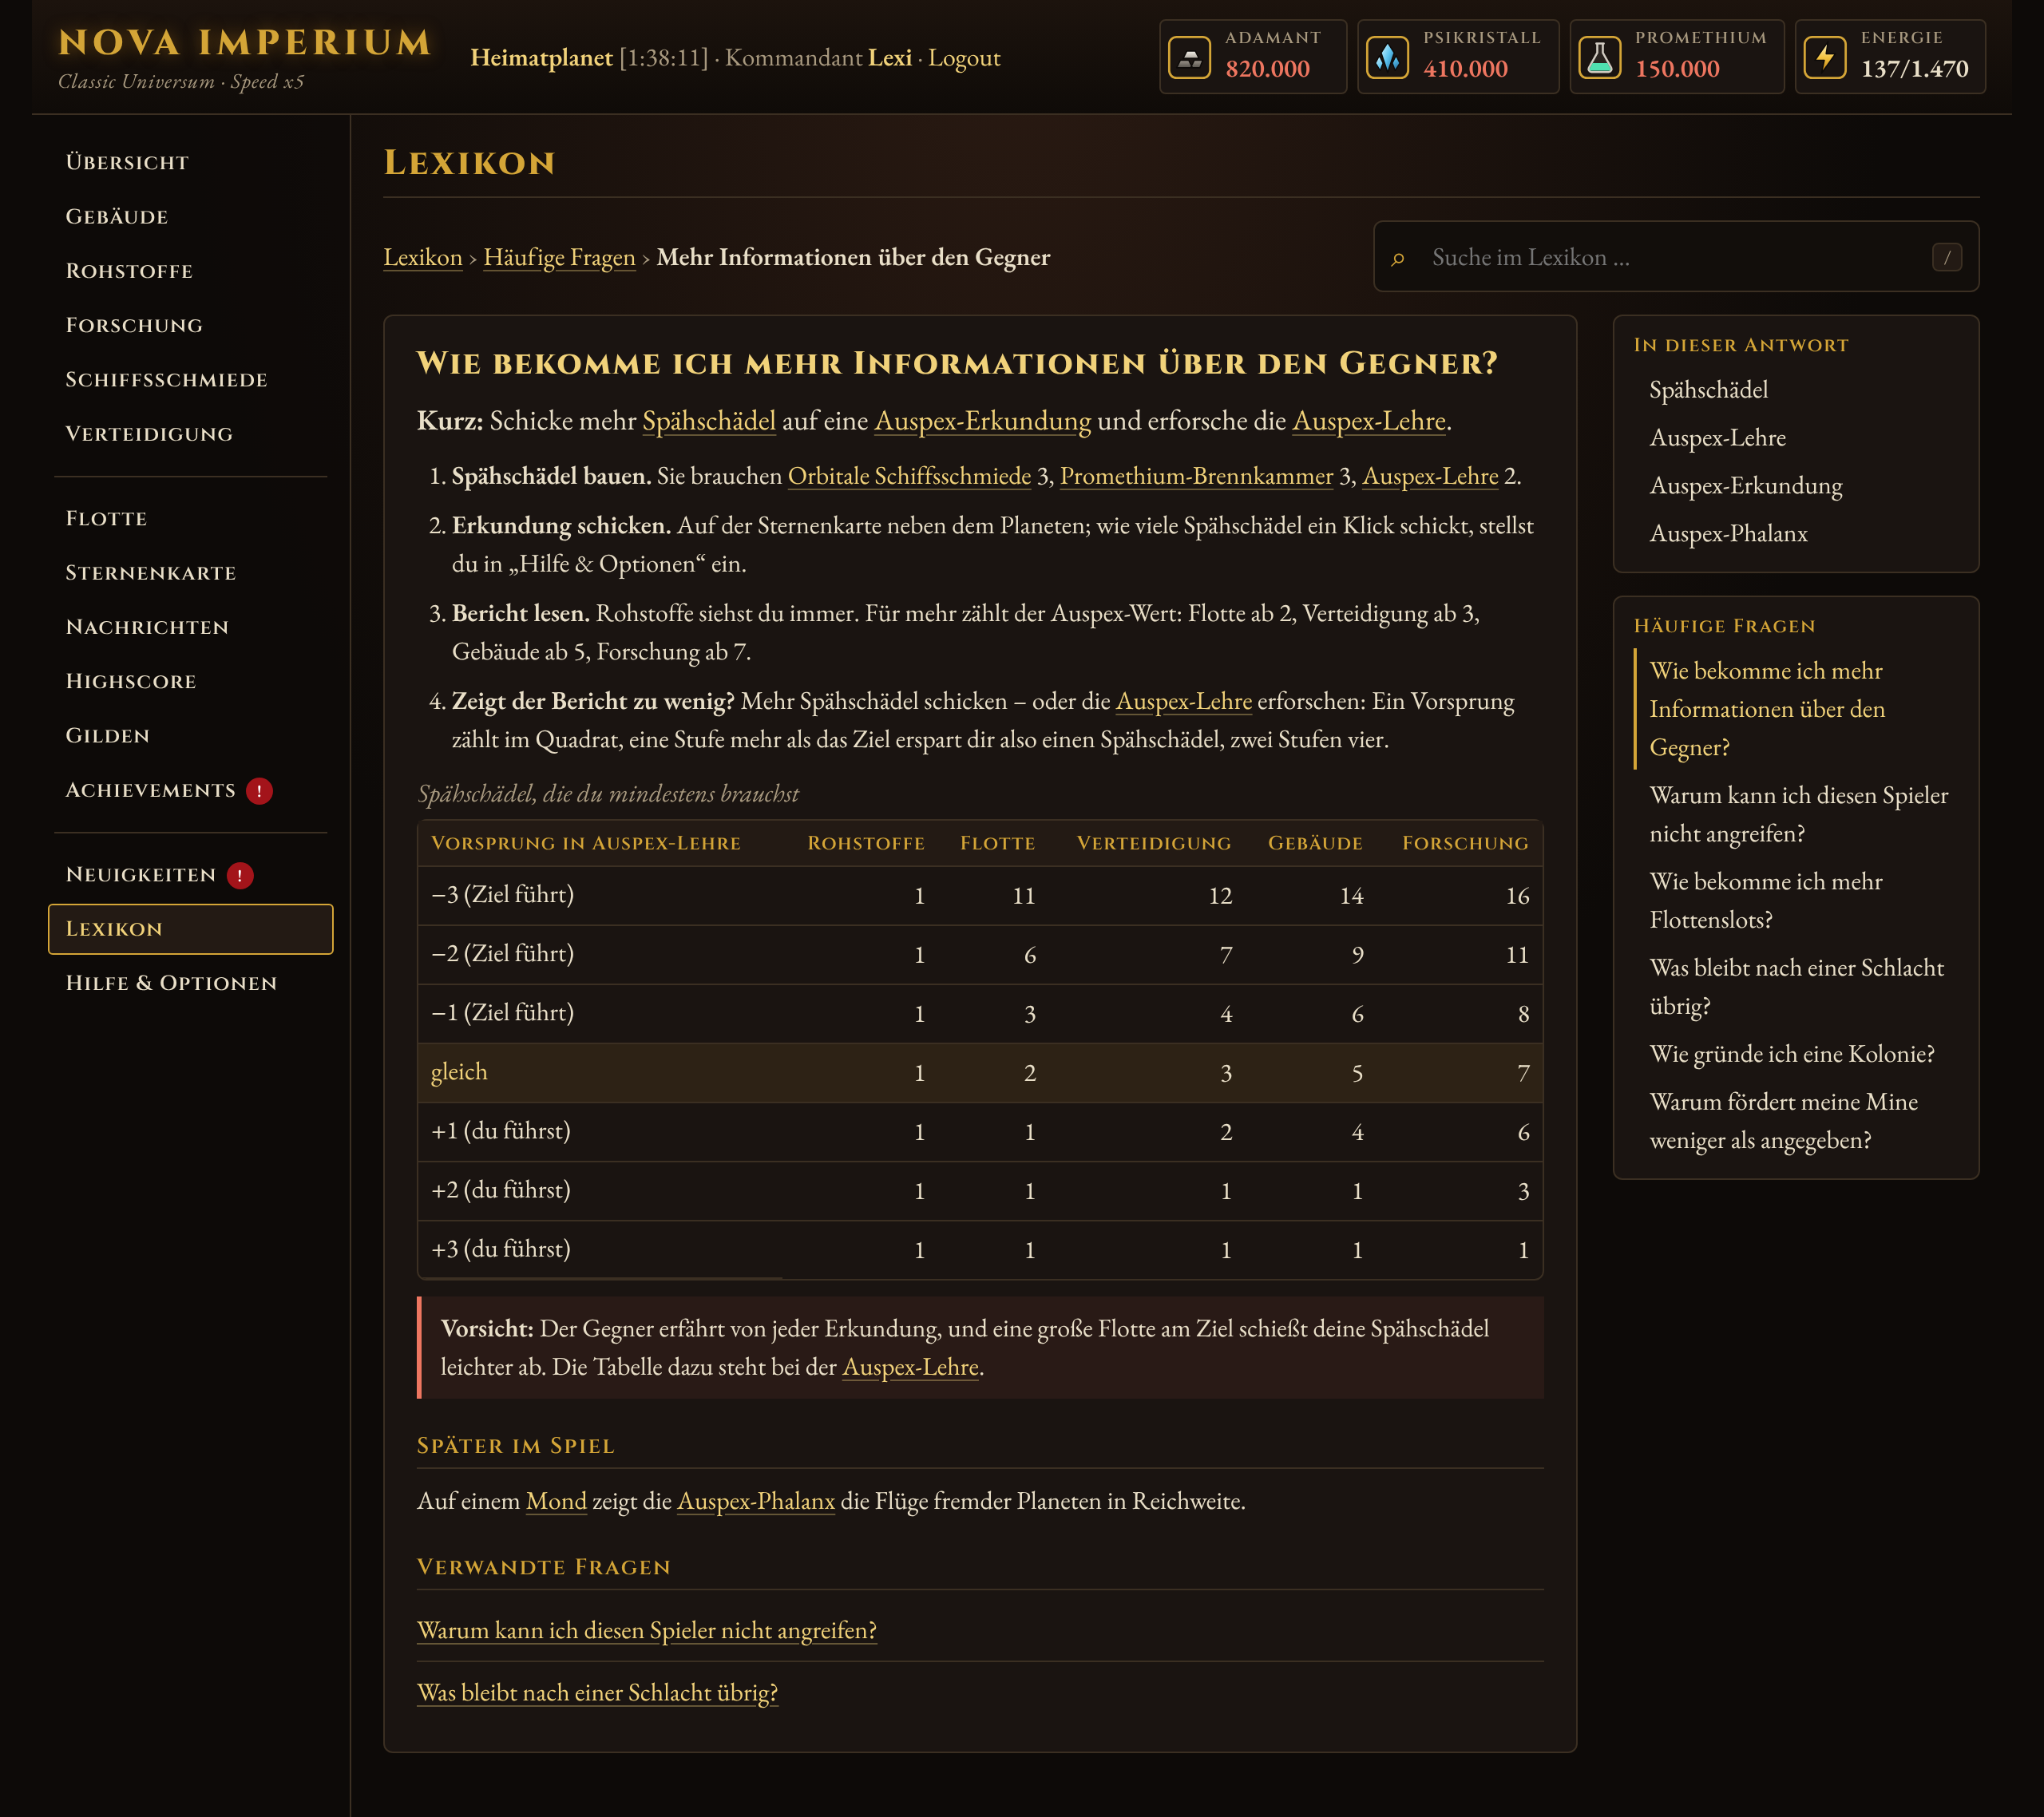 NOVA IMPERIUM
Classic Universum · Speed x5
Heimatplanet [1:38:11] · Kommandant Lexi · Logout
ADAMANT
820.000
PSIKRISTALL
410.000
PROMETHIUM
150.000
ENERGIE
137/1.470
Übersicht
Gebäude
Rohstoffe
Forschung
Schiffsschmiede
Verteidigung
Flotte
Sternenkarte
Nachrichten
Highscore
Gilden
Achievements !
Neuigkeiten !
Lexikon
Hilfe & Optionen
Lexikon
Lexikon › Häufige Fragen › Mehr Informationen über den Gegner
Suche im Lexikon ... /
Wie bekomme ich mehr Informationen über den Gegner?
Kurz: Schicke mehr Spähschädel auf eine Auspex-Erkundung und erforsche die Auspex-Lehre.
1. Spähschädel bauen. Sie brauchen Orbitale Schiffsschmiede 3, Promethium-Brennkammer 3, Auspex-Lehre 2.
2. Erkundung schicken. Auf der Sternenkarte neben dem Planeten; wie viele Spähschädel ein Klick schickt, stellst
du in „Hilfe & Optionen“ ein.
3. Bericht lesen. Rohstoffe siehst du immer. Für mehr zählt der Auspex-Wert: Flotte ab 2, Verteidigung ab 3,
Gebäude ab 5, Forschung ab 7.
4. Zeigt der Bericht zu wenig? Mehr Spähschädel schicken – oder die Auspex-Lehre erforschen: Ein Vorsprung
zählt im Quadrat, eine Stufe mehr als das Ziel erspart dir also einen Spähschädel, zwei Stufen vier.
Spähschädel, die du mindestens brauchst
Vorsprung in Auspex-Lehre Rohstoffe Flotte Verteidigung Gebäude Forschung
−3 (Ziel führt) 1 11 12 14 16
−2 (Ziel führt) 1 6 7 9 11
−1 (Ziel führt) 1 3 4 6 8
gleich 1 2 3 5 7
+1 (du führst) 1 1 2 4 6
+2 (du führst) 1 1 1 1 3
+3 (du führst) 1 1 1 1 1
Vorsicht: Der Gegner erfährt von jeder Erkundung, und eine große Flotte am Ziel schießt deine Spähschädel
leichter ab. Die Tabelle dazu steht bei der Auspex-Lehre.
Später im Spiel
Auf einem Mond zeigt die Auspex-Phalanx die Flüge fremder Planeten in Reichweite.
Verwandte Fragen
Warum kann ich diesen Spieler nicht angreifen?
Was bleibt nach einer Schlacht übrig?
In dieser Antwort
Spähschädel
Auspex-Lehre
Auspex-Erkundung
Auspex-Phalanx
Häufige Fragen
Wie bekomme ich mehr
Informationen über den
Gegner?
Warum kann ich diesen Spieler
nicht angreifen?
Wie bekomme ich mehr
Flottenslots?
Was bleibt nach einer Schlacht
übrig?
Wie gründe ich eine Kolonie?
Warum fördert meine Mine
weniger als angegeben?